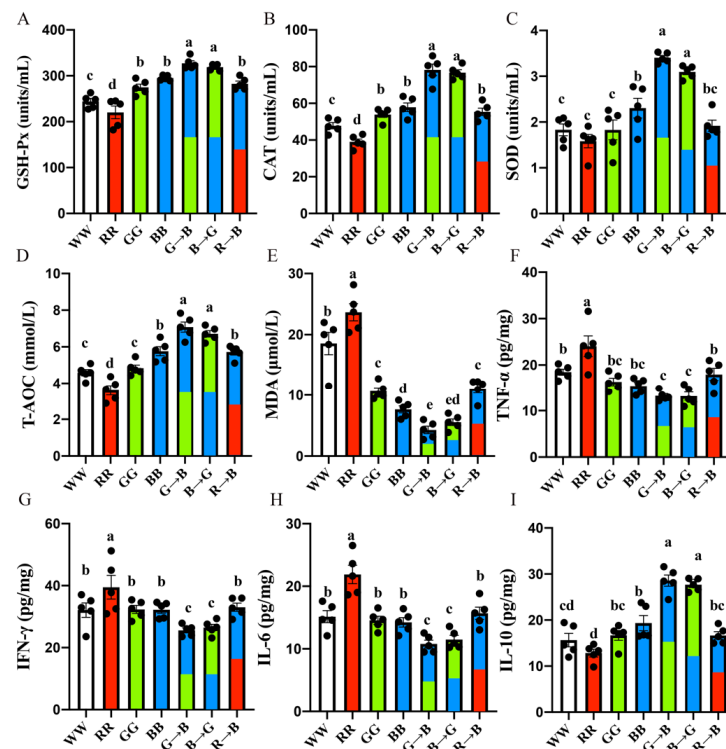 A
GSH-Px (units/mL)
400
300
200
100
0
c d b b a a b
WW RR GG BB G→B B→G R→B
B
CAT (units/mL)
100
80
60
40
20
0
c d b b a a b
WW RR GG BB G→B B→G R→B
C
SOD (units/mL)
4
3
2
1
0
c c c b a a bc
WW RR GG BB G→B B→G R→B
D
T-AOC (mmol/L)
10
8
6
4
2
0
c d c b a a b
WW RR GG BB G→B B→G R→B
E
MDA (μmol/L)
30
20
10
0
b a c d e ed c
WW RR GG BB G→B B→G R→B
F
TNF-α (pg/mg)
40
30
20
10
0
b a bc bc c c b
WW RR GG BB G→B B→G R→B
G
IFN-γ (pg/mg)
60
40
20
0
b a b b c c b
WW RR GG BB G→B B→G R→B
H
IL-6 (pg/mg)
30
20
10
0
b a b b c c b
WW RR GG BB G→B B→G R→B
I
IL-10 (pg/mg)
40
30
20
10
0
cd d bc b a a bc
WW RR GG BB G→B B→G R→B